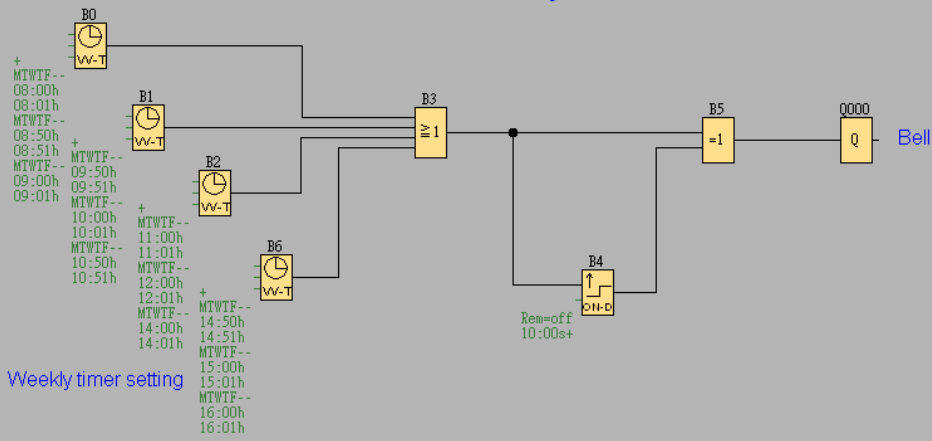 B0
W-T
+
MTWTF--
08:00h
08:01h
MTWTF--
08:50h
08:51h
MTWTF--
09:00h
09:01h
B1
W-T
+
MTWTF--
09:50h
09:51h
MTWTF--
10:00h
10:01h
MTWTF--
10:50h
10:51h
B2
W-T
+
MTWTF--
11:00h
11:01h
MTWTF--
12:00h
12:01h
MTWTF--
14:00h
14:01h
B6
W-T
+
MTWTF--
14:50h
14:51h
MTWTF--
15:00h
15:01h
MTWTF--
16:00h
16:01h
B3
≧1
B4
ON-D
Rem=off
10:00s+
B5
=1
Q000
Q
Bell
Weekly timer setting